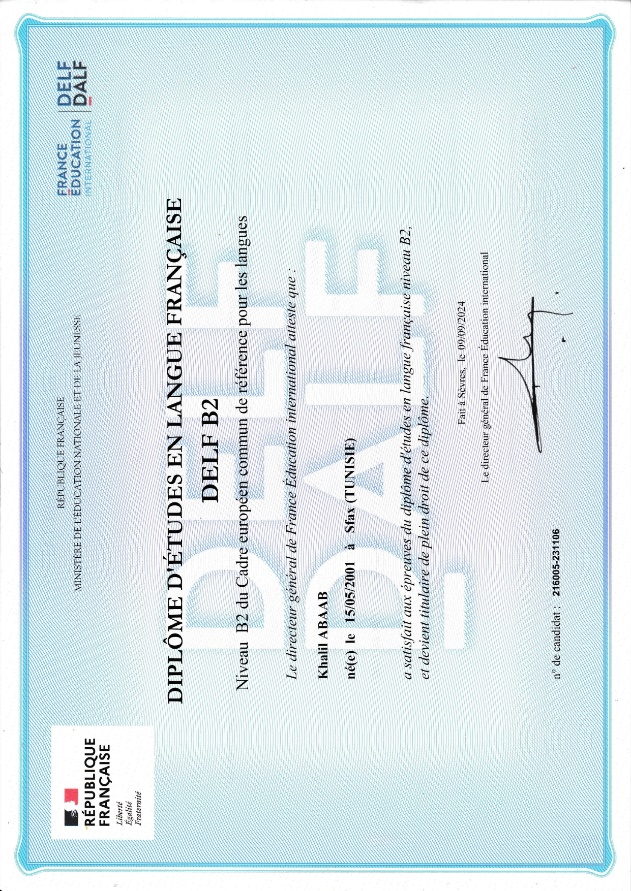 RÉPUBLIQUE
FRANÇAISE
Liberté
Égalité
Fraternité
RÉPUBLIQUE FRANÇAISE
MINISTÈRE DE L'ÉDUCATION NATIONALE ET DE LA JEUNESSE
FRANCE
ÉDUCATION
INTERNATIONAL
DELF
DALF
DIPLÔME D'ÉTUDES EN LANGUE FRANÇAISE
DELF B2
Niveau B2 du Cadre européen commun de référence pour les langues
Le directeur général de France Éducation international atteste que :
Khalil ABAAB
né(e) le 15/05/2001 à Sfax (TUNISIE)
a satisfait aux épreuves du diplôme d'études en langue française niveau B2,
et devient titulaire de plein droit de ce diplôme.
Fait à Sèvres, le 09/09/2024
Le directeur général de France Éducation international
n° de candidat : 216005-231106
DELF
DALF